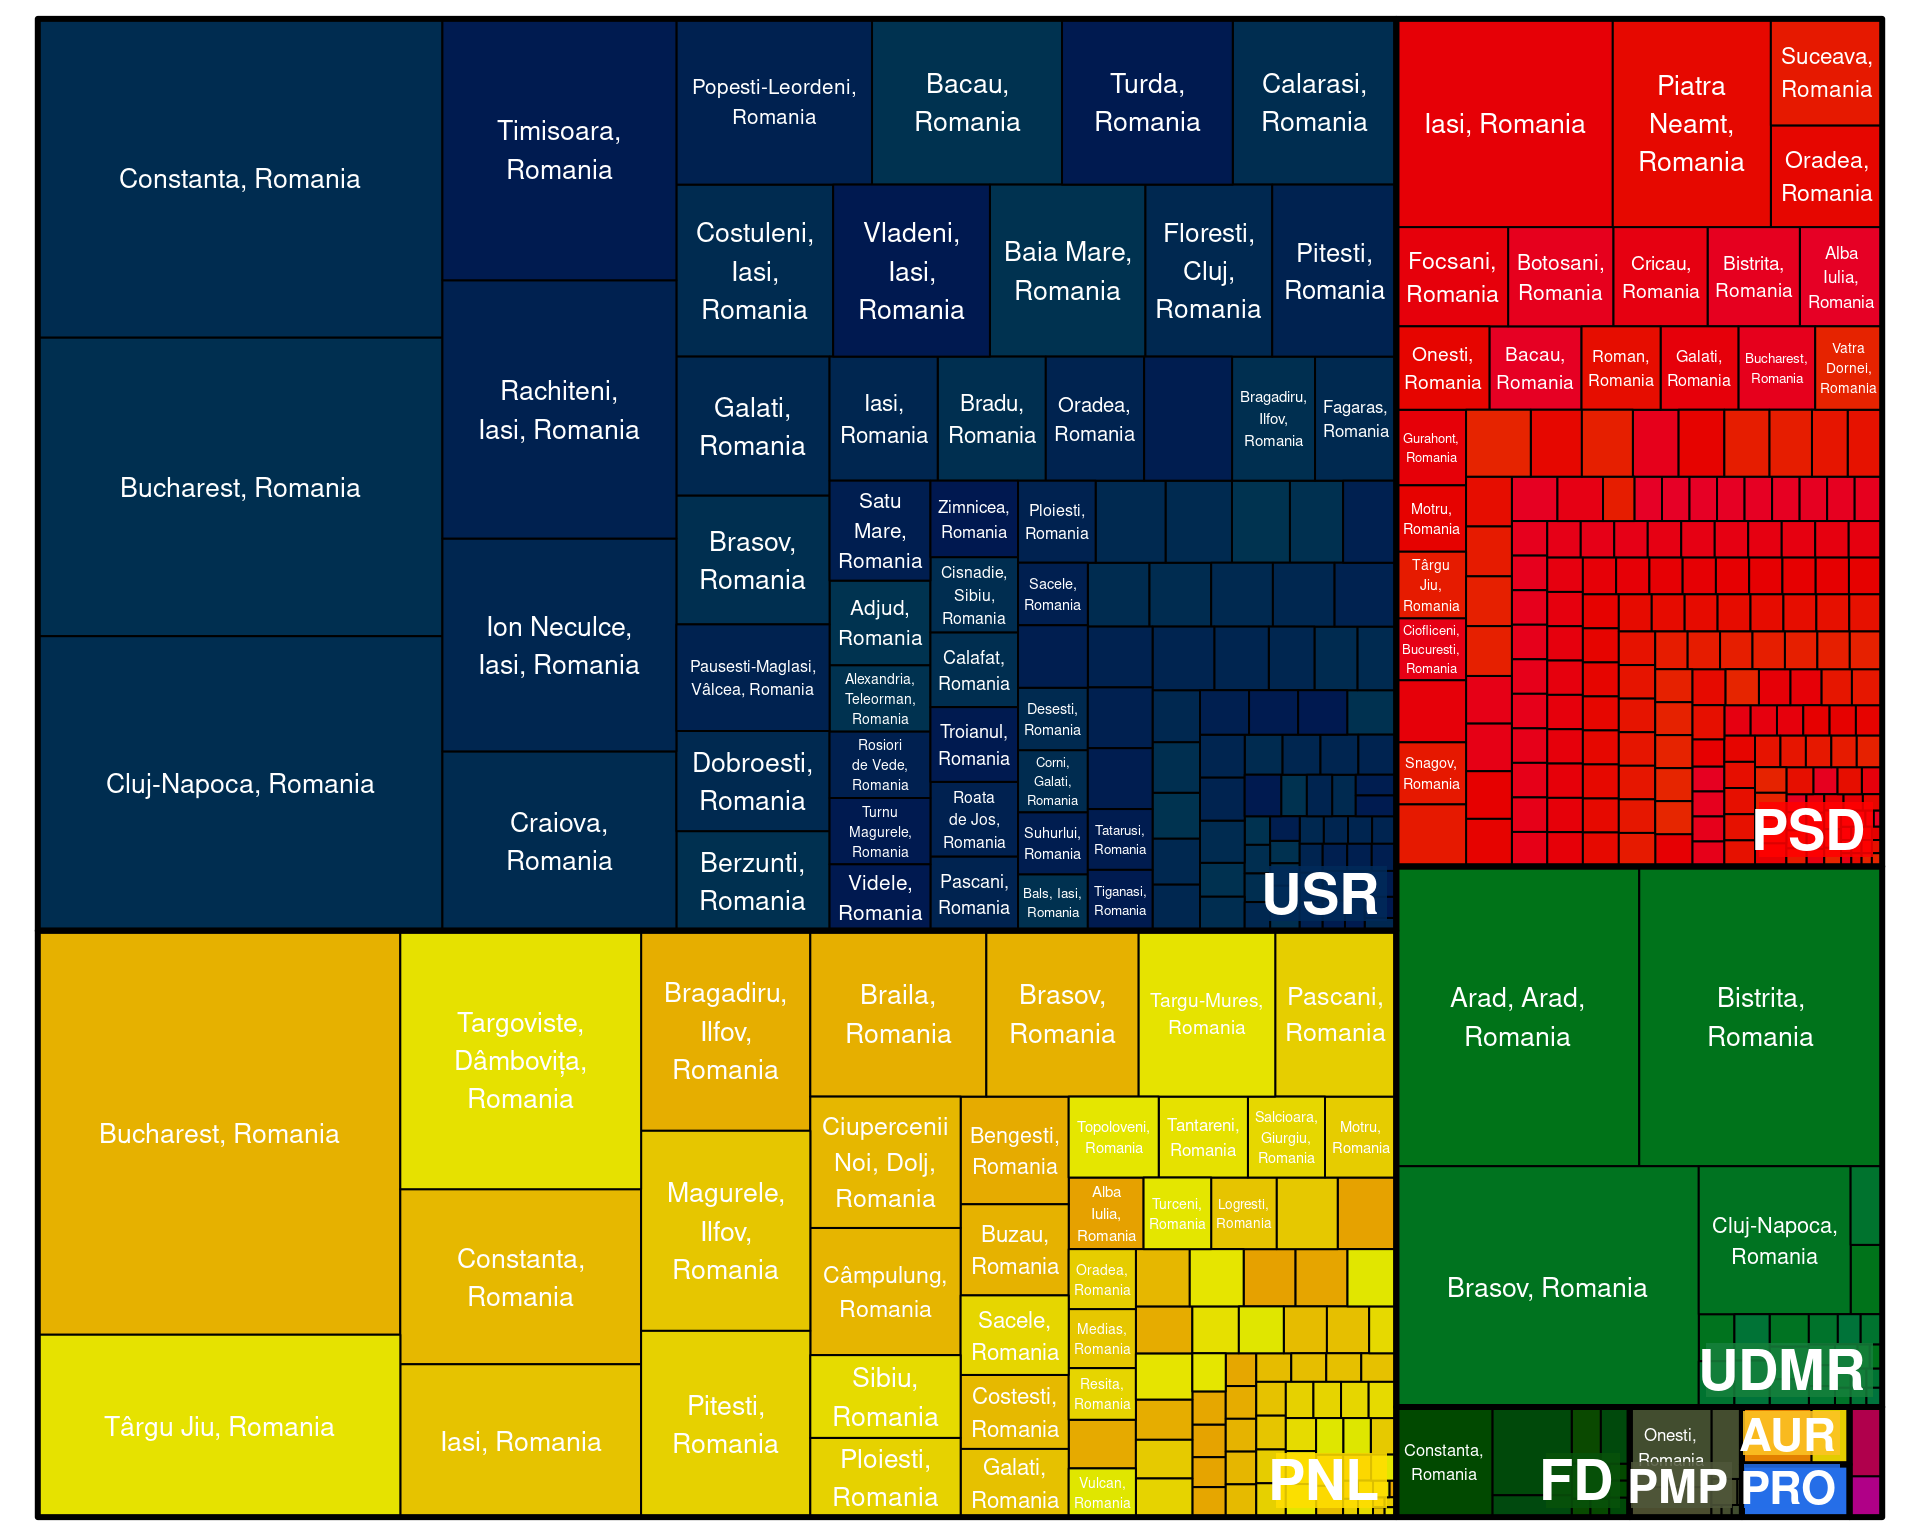 Constanta, Romania
Bucharest, Romania
Cluj-Napoca, Romania
Timisoara,
Romania
Rachiteni,
Iasi, Romania
Ion Neculce,
Iasi, Romania
Craiova,
Romania
Popesti-Leordeni,
Romania
Bacau,
Romania
Turda,
Romania
Calarasi,
Romania
Costuleni,
Iasi,
Romania
Vladeni,
Iasi,
Romania
Baia Mare,
Romania
Floresti,
Cluj,
Romania
Pitesti,
Romania
Galati,
Romania
Brasov,
Romania
Pausesti-Maglasi,
Vâlcea, Romania
Dobroesti,
Romania
Berzunti,
Romania
Iasi,
Romania
Bradu,
Romania
Oradea,
Romania
Bragadiru,
Ilfov,
Romania
Fagaras,
Romania
Satu
Mare,
Romania
Adjud,
Romania
Alexandria,
Teleorman,
Romania
Rosiori
de Vede,
Romania
Turnu
Magurele,
Romania
Videle,
Romania
Zimnicea,
Romania
Cisnadie,
Sibiu,
Romania
Calafat,
Romania
Troianul,
Romania
Roata
de Jos,
Romania
Pascani,
Romania
Ploiesti,
Romania
Sacele,
Romania
Desesti,
Romania
Corni,
Galati,
Romania
Suhurlui,
Romania
Bals, Iasi,
Romania
Tatarusi,
Romania
Tiganasi,
Romania
USR
Iasi, Romania
Piatra
Neamt,
Romania
Suceava,
Romania
Oradea,
Romania
Focsani,
Romania
Botosani,
Romania
Cricau,
Romania
Bistrita,
Romania
Alba
Iulia,
Romania
Onesti,
Romania
Bacau,
Romania
Roman,
Romania
Galati,
Romania
Bucharest,
Romania
Vatra
Dornei,
Romania
Gurahont,
Romania
Motru,
Romania
Târgu
Jiu,
Romania
Ciofliceni,
Bucuresti,
Romania
Snagov,
Romania
PSD
Bucharest, Romania
Târgu Jiu, Romania
Targoviste,
Dâmbovița,
Romania
Constanta,
Romania
Iasi, Romania
Bragadiru,
Ilfov,
Romania
Magurele,
Ilfov,
Romania
Pitesti,
Romania
Braila,
Romania
Brasov,
Romania
Targu-Mures,
Romania
Pascani,
Romania
Ciupercenii
Noi, Dolj,
Romania
Câmpulung,
Romania
Sibiu,
Romania
Ploiesti,
Romania
Bengesti,
Romania
Buzau,
Romania
Sacele,
Romania
Costesti,
Romania
Galati,
Romania
Topoloveni,
Romania
Tantareni,
Romania
Salcioara,
Giurgiu,
Romania
Motru,
Romania
Alba
Iulia,
Romania
Turceni,
Romania
Logresti,
Romania
Oradea,
Romania
Medias,
Romania
Resita,
Romania
Vulcan,
Romania
PNL
Arad, Arad,
Romania
Bistrita,
Romania
Brasov, Romania
Cluj-Napoca,
Romania
UDMR
Constanta,
Romania
FD
Onesti,
Romania
PMP
AUR
PRO